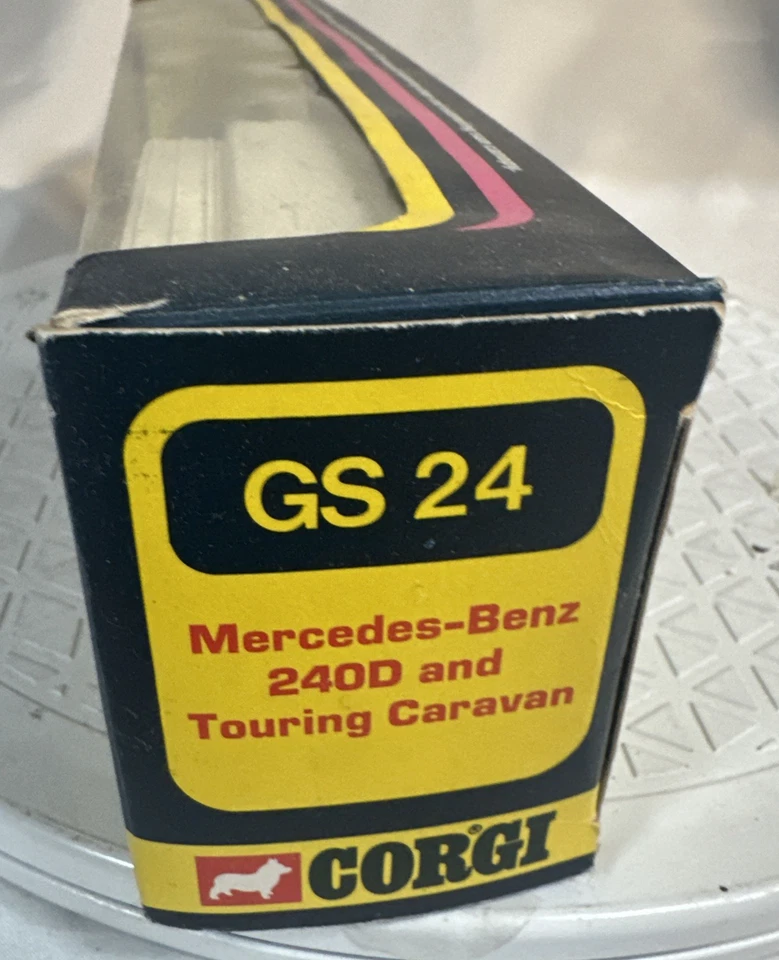 GS 24
Mercedes-Benz
240D and
Touring Caravan
CORGI®